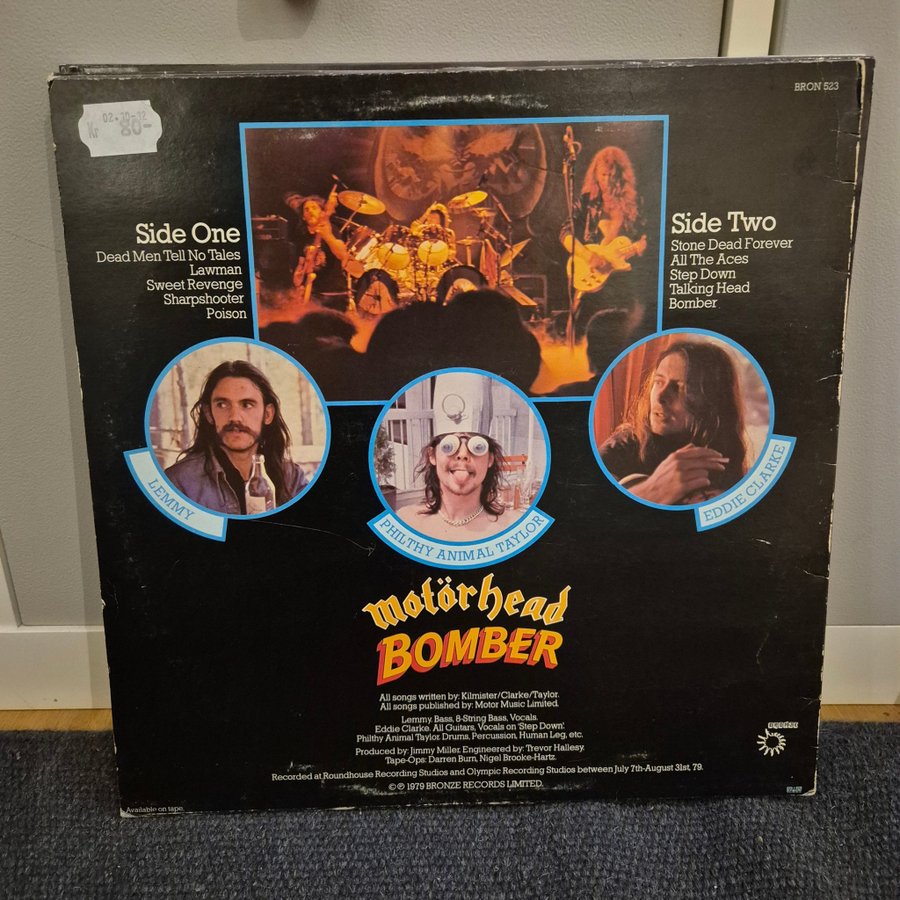 BRON 523
Kr 80-
Side One
Dead Men Tell No Tales
Lawman
Sweet Revenge
Sharpshooter
Poison
Side Two
Stone Dead Forever
All The Aces
Step Down
Talking Head
Bomber
LEMMY
PHILTHY ANIMAL TAYLOR
EDDIE CLARKE
Motörhead
BOMBER
All songs written by: Kilmister/Clarke/Taylor.
All songs published by: Motor Music Limited.
Lemmy. Bass, 8-String Bass, Vocals.
Eddie Clarke. All Guitars, Vocals on 'Step Down'.
Philthy Animal Taylor. Drums, Percussion, Human Leg, etc.
Produced by: Jimmy Miller. Engineered by: Trevor Hallesy.
Tape-Ops: Darren Burn, Nigel Brooke-Hartz.
Recorded at Roundhouse Recording Studios and Olympic Recording Studios between July 7th-August 31st, 79.
©℗ 1979 BRONZE RECORDS LIMITED.
BRONZE
Available on tape.